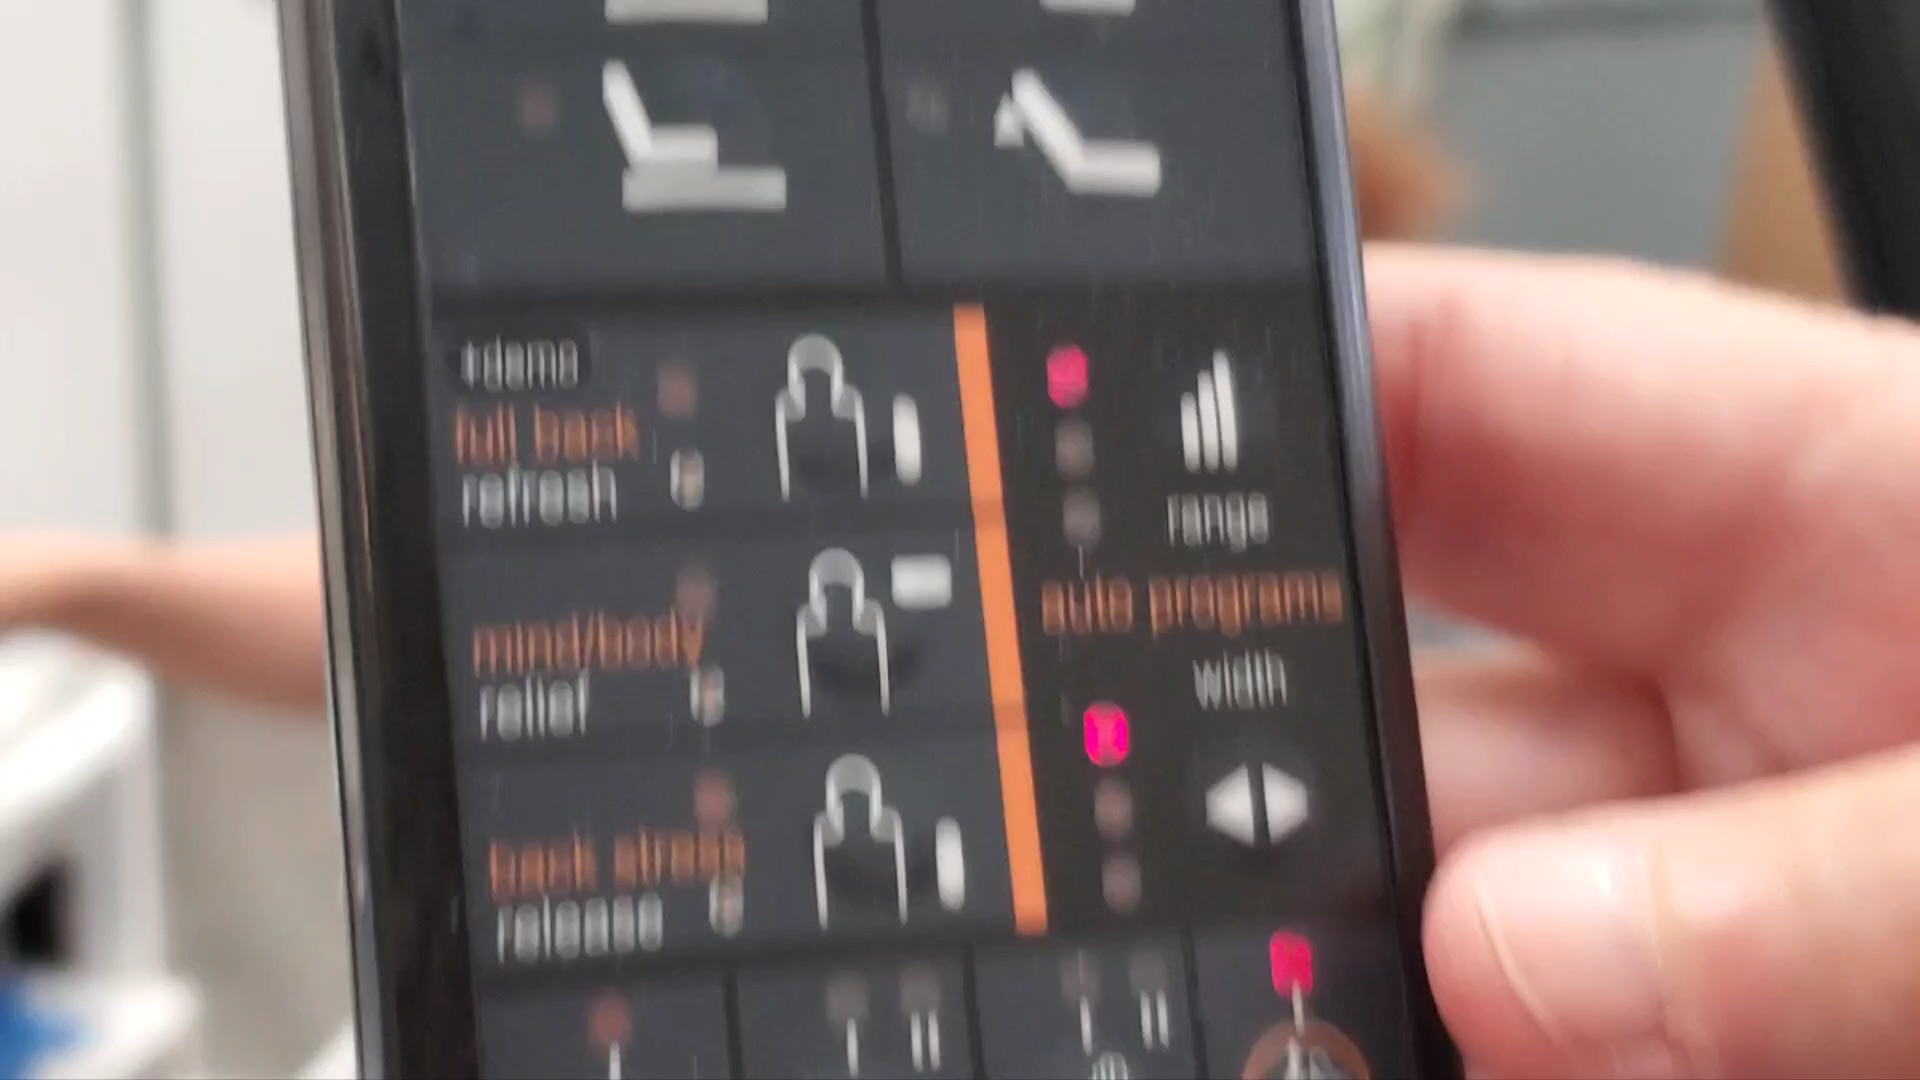 +demo
full back
refresh
range
auto programs
mind/body
relief
width
back stress
release